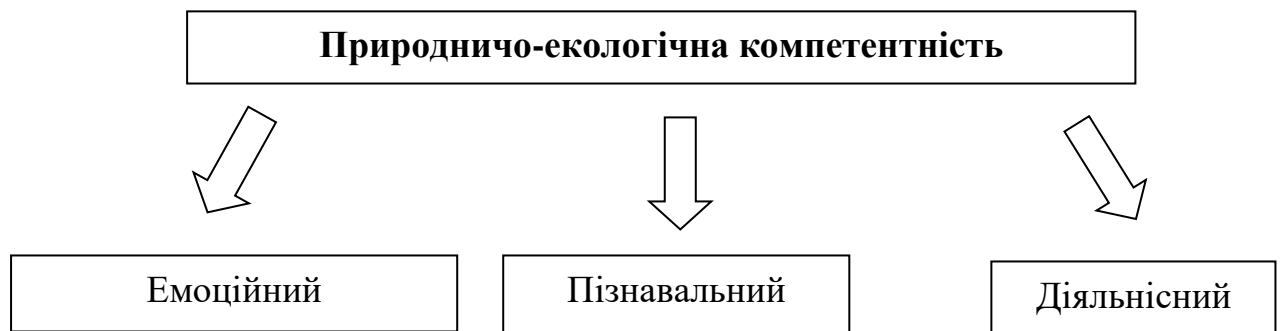 Природничо-екологічна компетентність
Емоційний
Пізнавальний
Діяльнісний